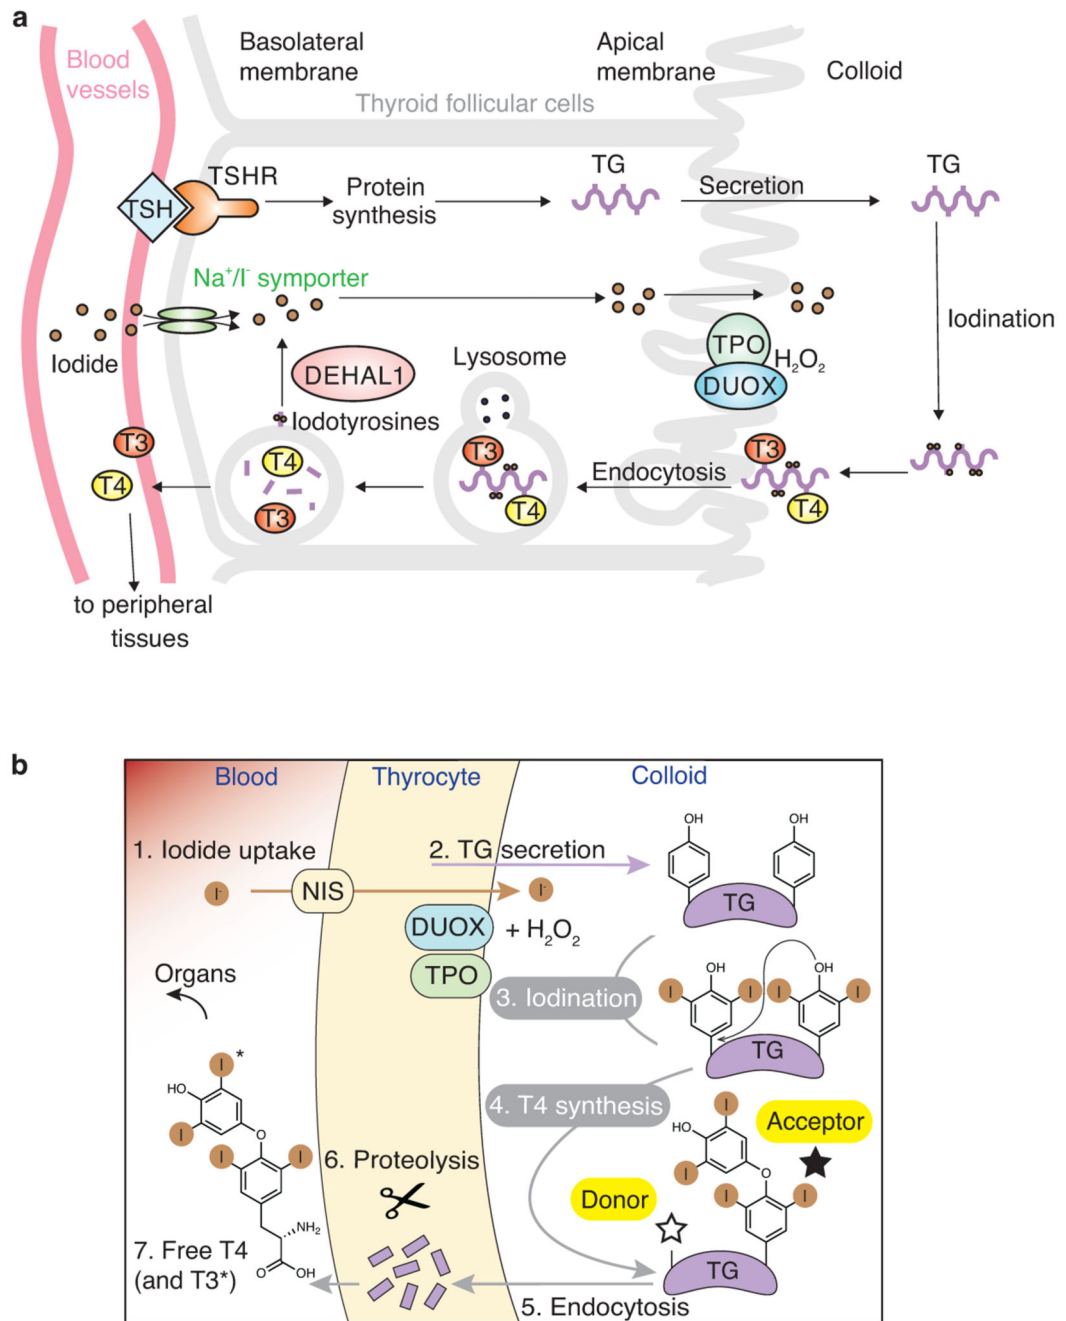 a
Blood
vessels
Basolateral
membrane
Apical
membrane
Colloid
Thyroid follicular cells
TSH
TSHR
Protein
synthesis
TG
Secretion
TG
Na⁺/I⁻ symporter
Iodide
Iodination
TPO
DUOX
H₂O₂
DEHAL1
Lysosome
Iodotyrosines
T3
T4
T4
T3
T3
T4
Endocytosis
T3
T4
to peripheral
tissues
b
Blood
Thyrocyte
Colloid
1. Iodide uptake
2. TG secretion
I⁻
NIS
I⁻
OH
OH
TG
DUOX
+ H₂O₂
TPO
3. Iodination
Organs
OH
OH
I
I
I
I
TG
4. T4 synthesis
I
*
HO
I
O
I
I
NH₂
O
OH
6. Proteolysis
I
HO
I
O
I
I
Acceptor
Donor
TG
7. Free T4
(and T3*)
5. Endocytosis